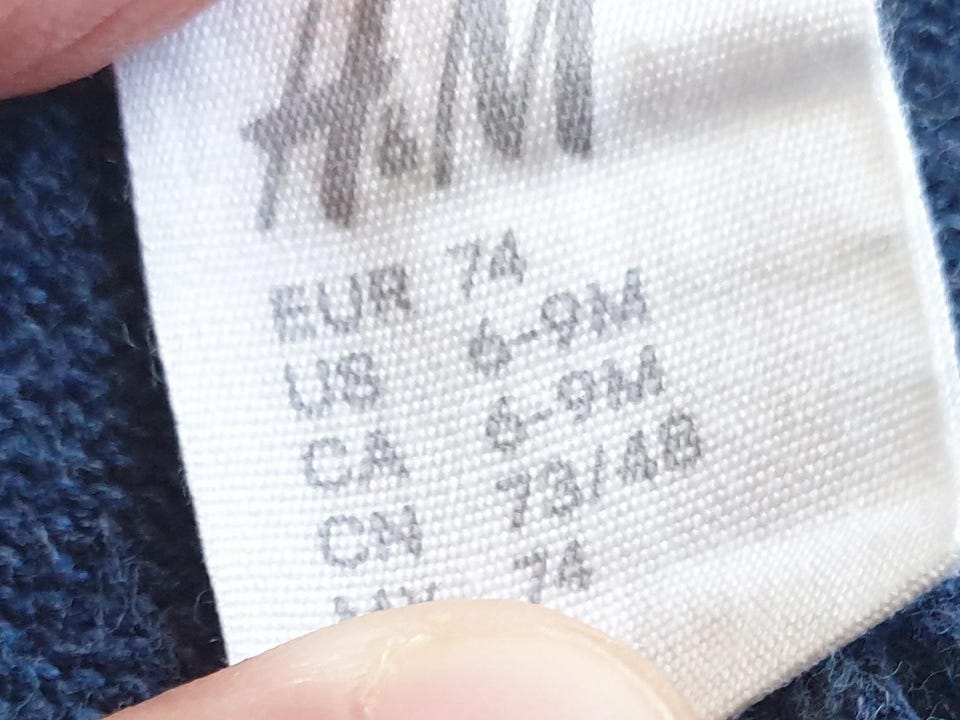 H&M
EUR 74
US 6-9M
CA 6-9M
CN 73/48
74